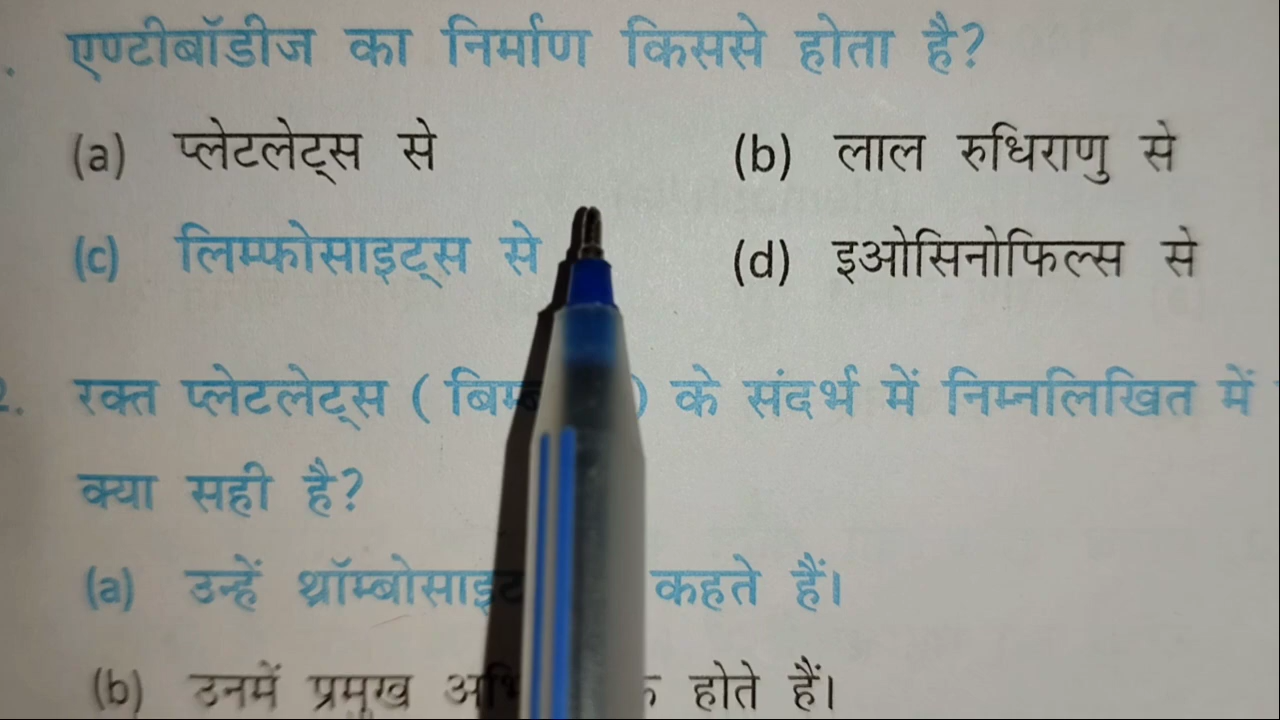 एण्टीबॉडीज का निर्माण किससे होता है?
(a) प्लेटलेट्स से (b) लाल रुधिराणु से
(c) लिम्फोसाइट्स से (d) इओसिनोफिल्स से
रक्त प्लेटलेट्स ( ) के संदर्भ में निम्नलिखित में
क्या सही है?
(a) उन्हें कहते हैं।
(b) उनमें प्रमुख होते हैं।